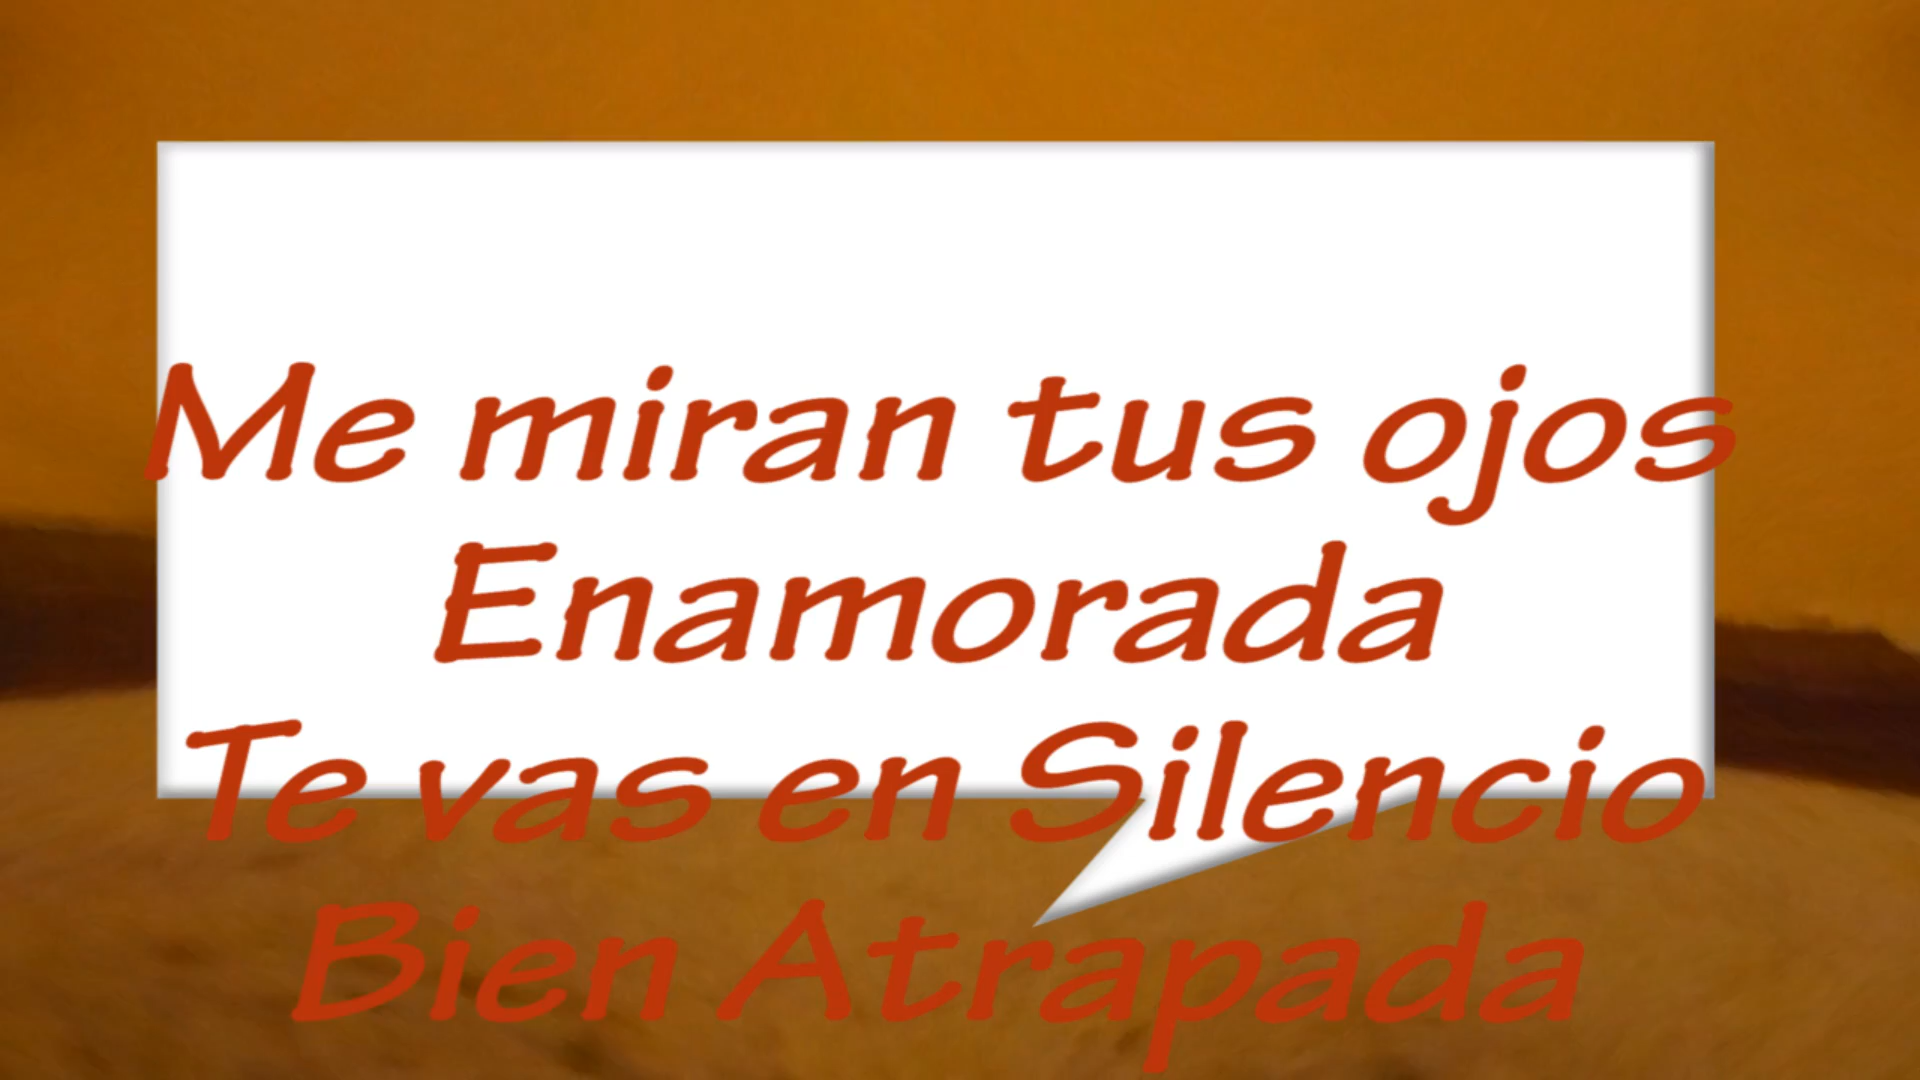 Me miran tus ojos
Enamorada
Te vas en Silencio
Bien Atrapada